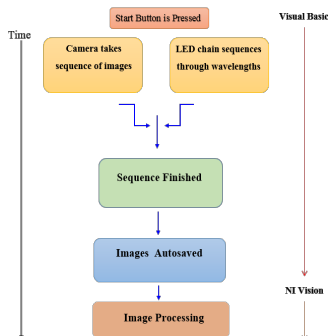 Start Button is Pressed
Visual Basic
Time
Camera takes
sequence of images
LED chain sequences
through wavelengths
Sequence Finished
Images Autosaved
NI Vision
Image Processing